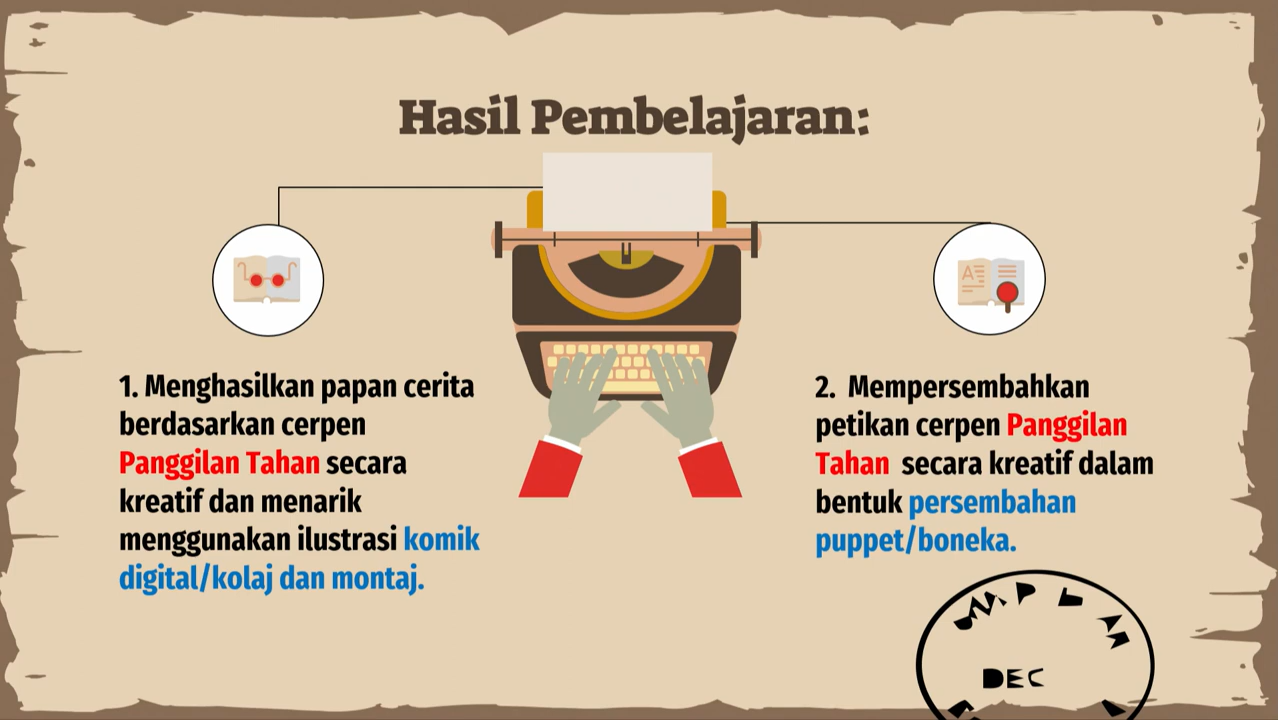 Hasil Pembelajaran:
1. Menghasilkan papan cerita
berdasarkan cerpen
Panggilan Tahan secara
kreatif dan menarik
menggunakan ilustrasi komik
digital/kolaj dan montaj.
2. Mempersembahkan
petikan cerpen Panggilan
Tahan secara kreatif dalam
bentuk persembahan
puppet/boneka.
DEC